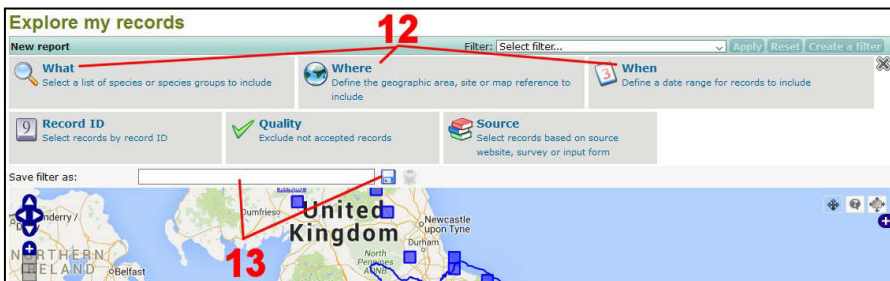 Explore my records
12
New report Filter: Select filter... Apply Reset Create a filter
What
Select a list of species or species groups to include
Where
Define the geographic area, site or map reference to
include
When
Define a date range for records to include
Record ID
Select records by record ID
Quality
Exclude not accepted records
Source
Select records based on source
website, survey or input form
Save filter as:
United
Kingdom
Dumfries
Newcastle
upon Tyne
Durham
North
Pennines
AONB
nderry /
NORTHERN
IRELAND
Belfast
13